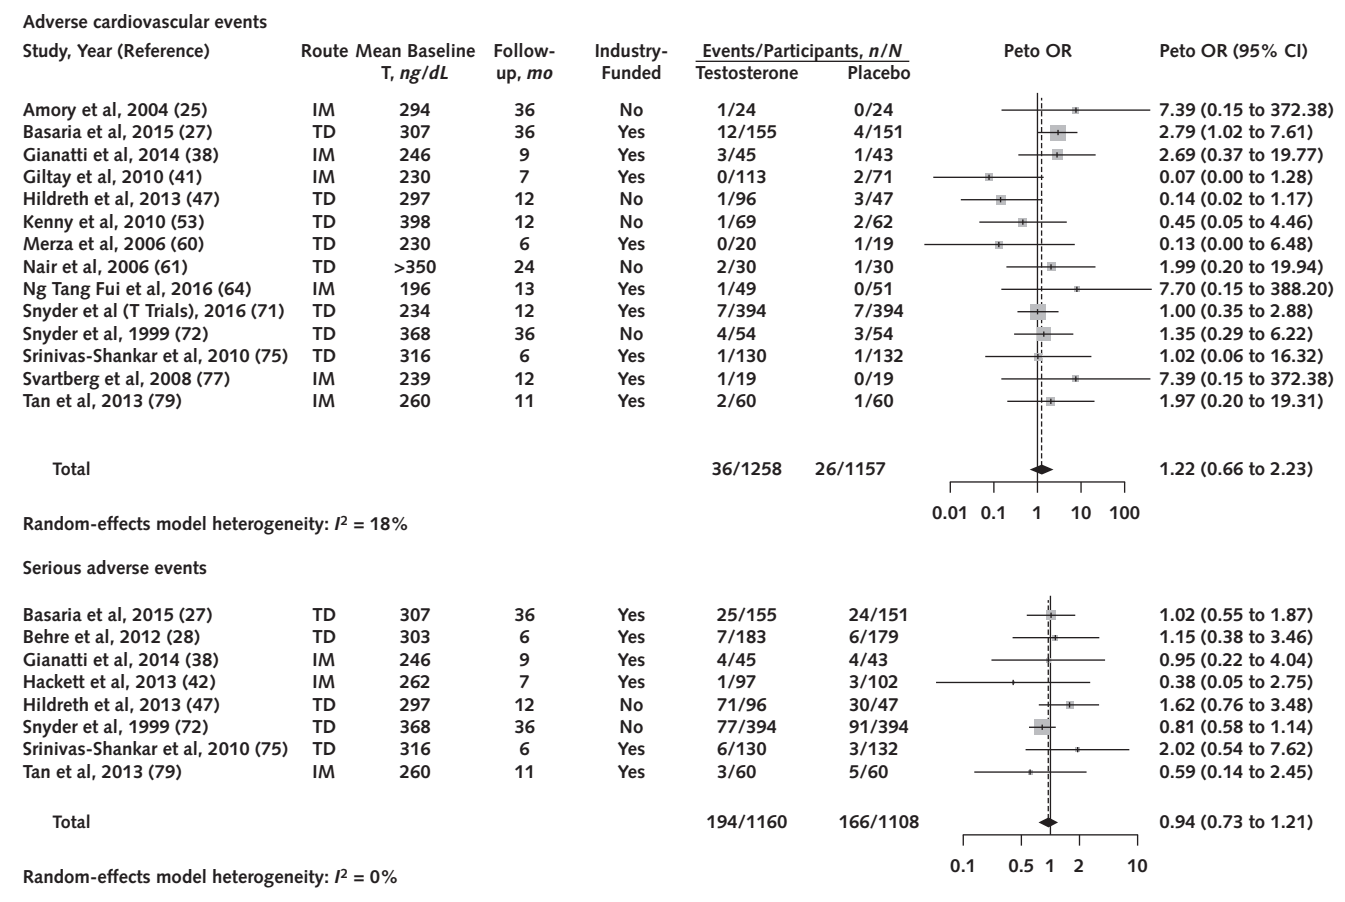 Adverse cardiovascular events
Study, Year (Reference) Route Mean Baseline Follow- Industry- Events/Participants, n/N Peto OR Peto OR (95% CI)
T, ng/dL up, mo Funded Testosterone Placebo
Amory et al, 2004 (25) IM 294 36 No 1/24 0/24 7.39 (0.15 to 372.38)
Basaria et al, 2015 (27) TD 307 36 Yes 12/155 4/151 2.79 (1.02 to 7.61)
Gianatti et al, 2014 (38) IM 246 9 Yes 3/45 1/43 2.69 (0.37 to 19.77)
Giltay et al, 2010 (41) IM 230 7 Yes 0/113 2/71 0.07 (0.00 to 1.28)
Hildreth et al, 2013 (47) TD 297 12 No 1/96 3/47 0.14 (0.02 to 1.17)
Kenny et al, 2010 (53) TD 398 12 No 1/69 2/62 0.45 (0.05 to 4.46)
Merza et al, 2006 (60) TD 230 6 Yes 0/20 1/19 0.13 (0.00 to 6.48)
Nair et al, 2006 (61) TD >350 24 No 2/30 1/30 1.99 (0.20 to 19.94)
Ng Tang Fui et al, 2016 (64) IM 196 13 Yes 1/49 0/51 7.70 (0.15 to 388.20)
Snyder et al (T Trials), 2016 (71) TD 234 12 Yes 7/394 7/394 1.00 (0.35 to 2.88)
Snyder et al, 1999 (72) TD 368 36 No 4/54 3/54 1.35 (0.29 to 6.22)
Srinivas-Shankar et al, 2010 (75) TD 316 6 Yes 1/130 1/132 1.02 (0.06 to 16.32)
Svartberg et al, 2008 (77) IM 239 12 Yes 1/19 0/19 7.39 (0.15 to 372.38)
Tan et al, 2013 (79) IM 260 11 Yes 2/60 1/60 1.97 (0.20 to 19.31)
Total 36/1258 26/1157 1.22 (0.66 to 2.23)
0.01 0.1 1 10 100
Random-effects model heterogeneity: I² = 18%
Serious adverse events
Basaria et al, 2015 (27) TD 307 36 Yes 25/155 24/151 1.02 (0.55 to 1.87)
Behre et al, 2012 (28) TD 303 6 Yes 7/183 6/179 1.15 (0.38 to 3.46)
Gianatti et al, 2014 (38) IM 246 9 Yes 4/45 4/43 0.95 (0.22 to 4.04)
Hackett et al, 2013 (42) IM 262 7 Yes 1/97 3/102 0.38 (0.05 to 2.75)
Hildreth et al, 2013 (47) TD 297 12 No 71/96 30/47 1.62 (0.76 to 3.48)
Snyder et al, 1999 (72) TD 368 36 No 77/394 91/394 0.81 (0.58 to 1.14)
Srinivas-Shankar et al, 2010 (75) TD 316 6 Yes 6/130 3/132 2.02 (0.54 to 7.62)
Tan et al, 2013 (79) IM 260 11 Yes 3/60 5/60 0.59 (0.14 to 2.45)
Total 194/1160 166/1108 0.94 (0.73 to 1.21)
0.1 0.5 1 2 10
Random-effects model heterogeneity: I² = 0%